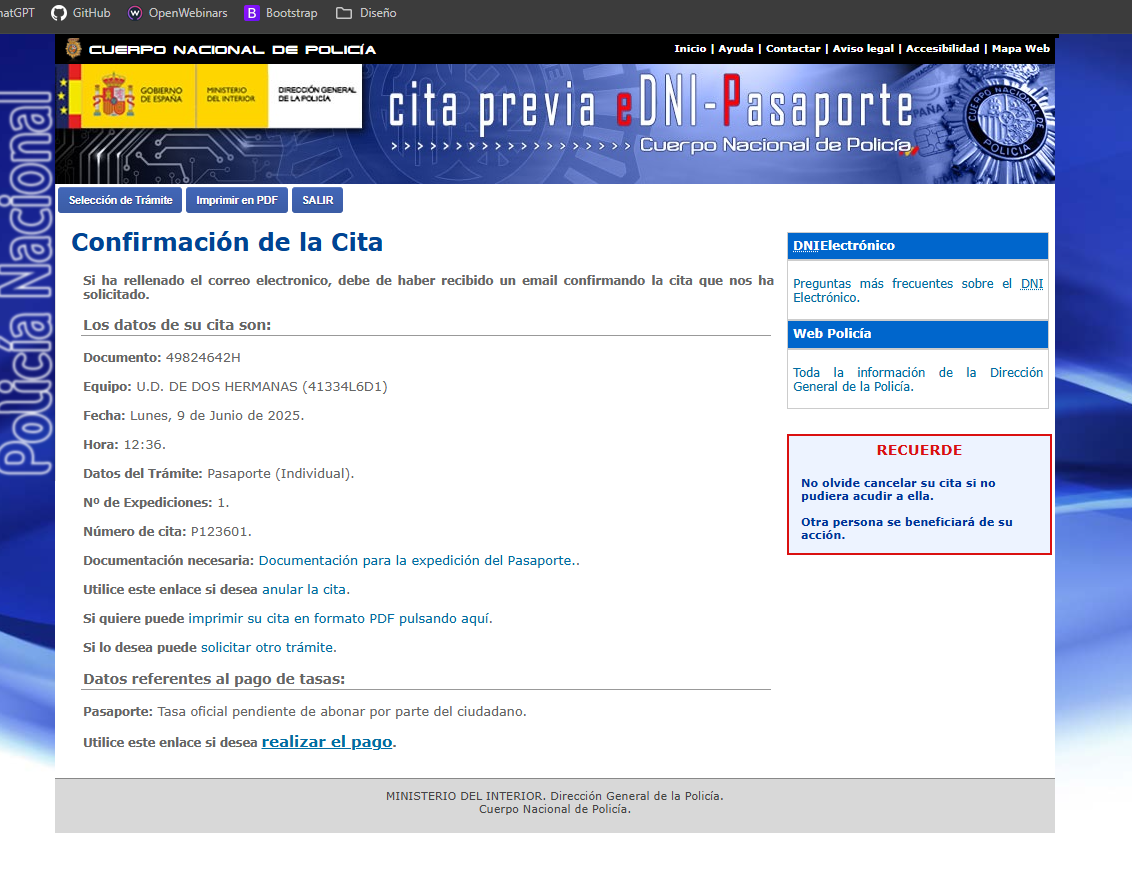 hatGPT GitHub OpenWebinars B Bootstrap Diseño
CUERPO NACIONAL DE POLICÍA
Inicio | Ayuda | Contactar | Aviso legal | Accesibilidad | Mapa Web
GOBIERNO
DE ESPAÑA
MINISTERIO
DEL INTERIOR
DIRECCIÓN GENERAL
DE LA POLICÍA
cita previa eDNI-Pasaporte
>>>>>>>>>>>>>>>>>>> Cuerpo Nacional de Policía
ESPAÑA
CUERPO NACIONAL DE
POLICIA
Policía Nacional
Selección de Trámite Imprimir en PDF SALIR
Confirmación de la Cita
Si ha rellenado el correo electronico, debe de haber recibido un email confirmando la cita que nos ha
solicitado.
Los datos de su cita son:
Documento: 49824642H
Equipo: U.D. DE DOS HERMANAS (41334L6D1)
Fecha: Lunes, 9 de Junio de 2025.
Hora: 12:36.
Datos del Trámite: Pasaporte (Individual).
Nº de Expediciones: 1.
Número de cita: P123601.
Documentación necesaria: Documentación para la expedición del Pasaporte..
Utilice este enlace si desea anular la cita.
Si quiere puede imprimir su cita en formato PDF pulsando aquí.
Si lo desea puede solicitar otro trámite.
Datos referentes al pago de tasas:
Pasaporte: Tasa oficial pendiente de abonar por parte del ciudadano.
Utilice este enlace si desea realizar el pago.
DNIElectrónico
Preguntas más frecuentes sobre el DNI
Electrónico.
Web Policía
Toda la información de la Dirección
General de la Policía.
RECUERDE
No olvide cancelar su cita si no
pudiera acudir a ella.
Otra persona se beneficiará de su
acción.
MINISTERIO DEL INTERIOR. Dirección General de la Policía.
Cuerpo Nacional de Policía.